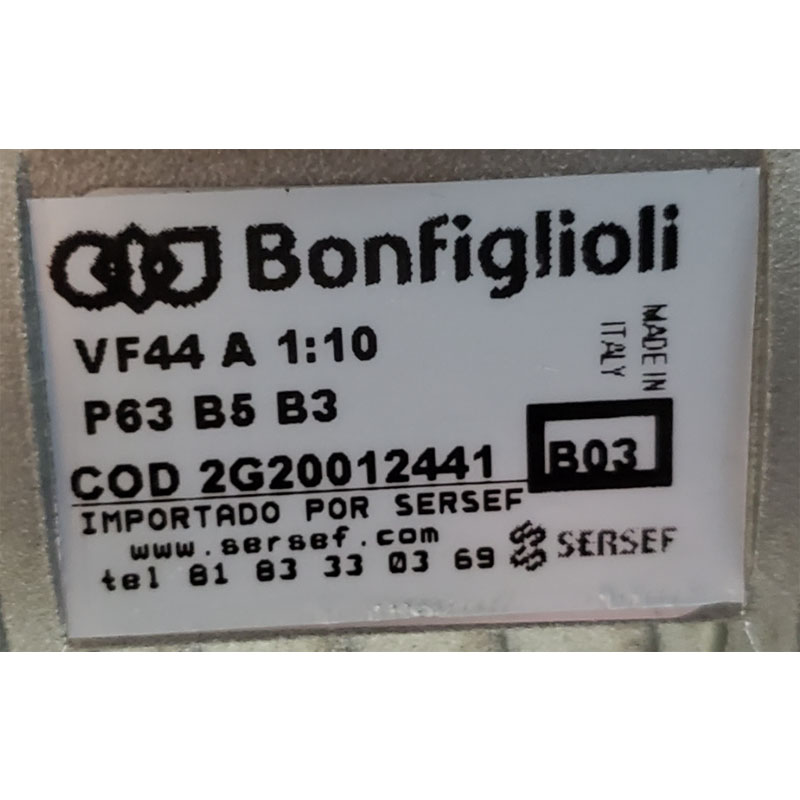 Bonfiglioli
VF44 A 1:10
MADE IN
ITALY
P63 B5 B3
COD 2G20012441
B03
IMPORTADO POR SERSEF
www.sersef.com
SERSEF
tel 81 83 33 03 69